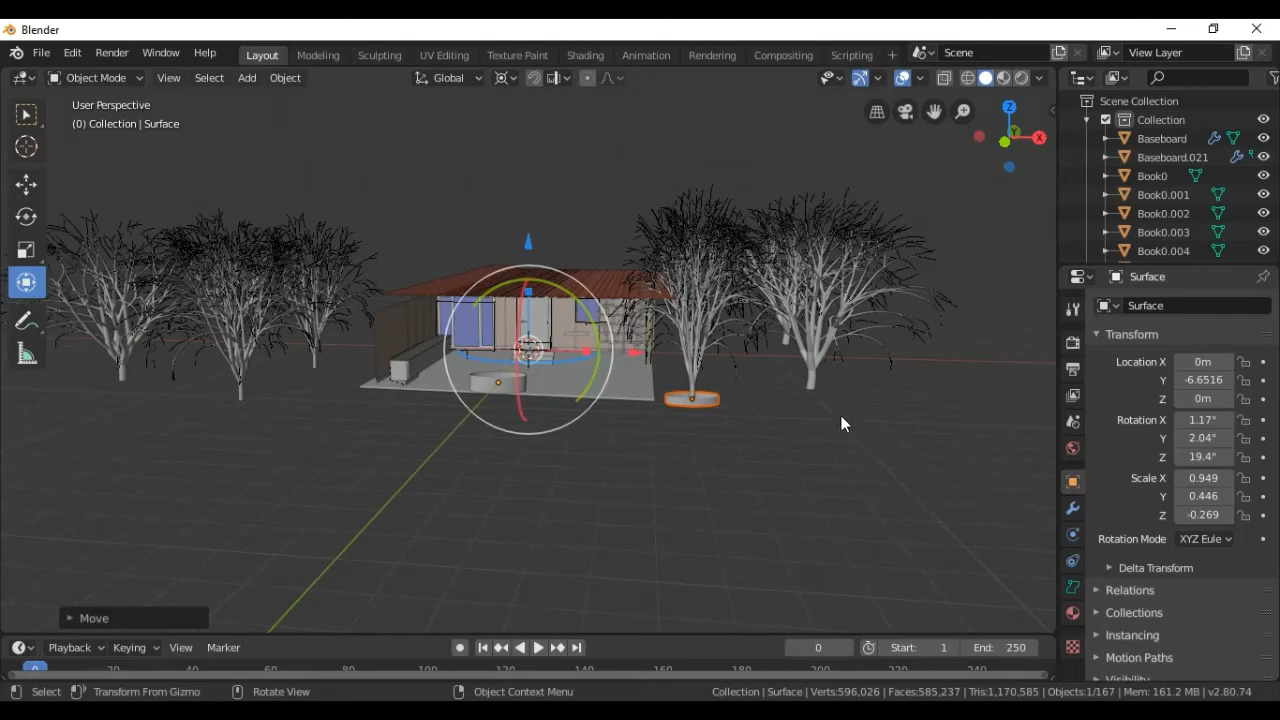 Blender
File Edit Render Window Help Layout Modeling Sculpting UV Editing Texture Paint Shading Animation Rendering Compositing Scripting + Scene View Layer
Object Mode View Select Add Object Global
User Perspective
(0) Collection | Surface
Z
Y
X
Scene Collection
Collection
Baseboard
Baseboard.021
Book0
Book0.001
Book0.002
Book0.003
Book0.004
Surface
Surface
Transform
Location X 0m
Y -6.6516
Z 0m
Rotation X 1.17°
Y 2.04°
Z 19.4°
Scale X 0.949
Y 0.446
Z -0.269
Rotation Mode XYZ Eule
Delta Transform
Relations
Collections
Instancing
Motion Paths
Visibility
Move
Playback Keying View Marker 0 Start: 1 End: 250
0 20 40 60 80 100 120 140 160 180 200 220 240
Select Transform From Gizmo Rotate View Object Context Menu Collection | Surface | Verts:596,026 | Faces:585,237 | Tris:1,170,585 | Objects:1/167 | Mem: 161.2 MB | v2.80.74